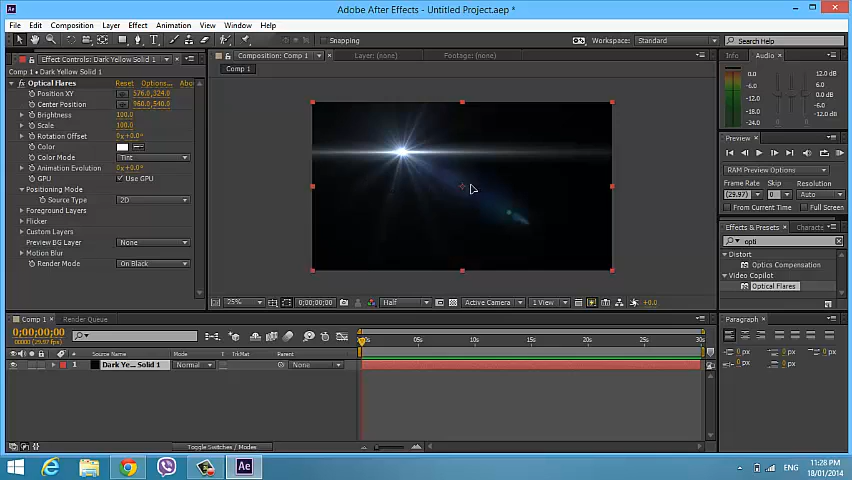 Adobe After Effects - Untitled Project.aep *
File Edit Composition Layer Effect Animation View Window Help
Snapping
Workspace: Standard
Search Help
Effect Controls: Dark Yellow Solid 1
Composition: Comp 1
Layer: (none)
Footage: (none)
Info
Audio
Comp 1 • Dark Yellow Solid 1
Comp 1
Optical Flares Reset Options... Abou
Position XY 576.0,324.0
Center Position 960.0,540.0
Brightness 100.0
Scale 100.0
Rotation Offset 0x+0.0°
Color
Color Mode Tint
Animation Evolution 0x+0.0°
GPU Use GPU
Positioning Mode
Source Type 2D
Foreground Layers
Flicker
Custom Layers
Preview BG Layer None
Motion Blur
Render Mode On Black
0.0
-6.0
-12.0
-18.0
-24.0
12.0 dB
6.0
0.0 dB
-6.0
-12.0 dB
Preview
RAM Preview Options
Frame Rate Skip Resolution
(29.97) 0 Auto
From Current Time Full Screen
Effects & Presets Characte
opti
Distort
Optics Compensation
Video Copilot
Optical Flares
25% 0;00;00;00 Half Active Camera 1 View +0.0
Comp 1 Render Queue
Paragraph
0;00;00;00
00000 (29.97 fps)
05s 10s 15s 20s 25s 30s
0 px 0 px 0 px
0 px 0 px
# Source Name Mode T TrkMat Parent
1 Dark Ye... Solid 1 Normal None
Toggle Switches / Modes
ENG
11:28 PM
18/01/2014